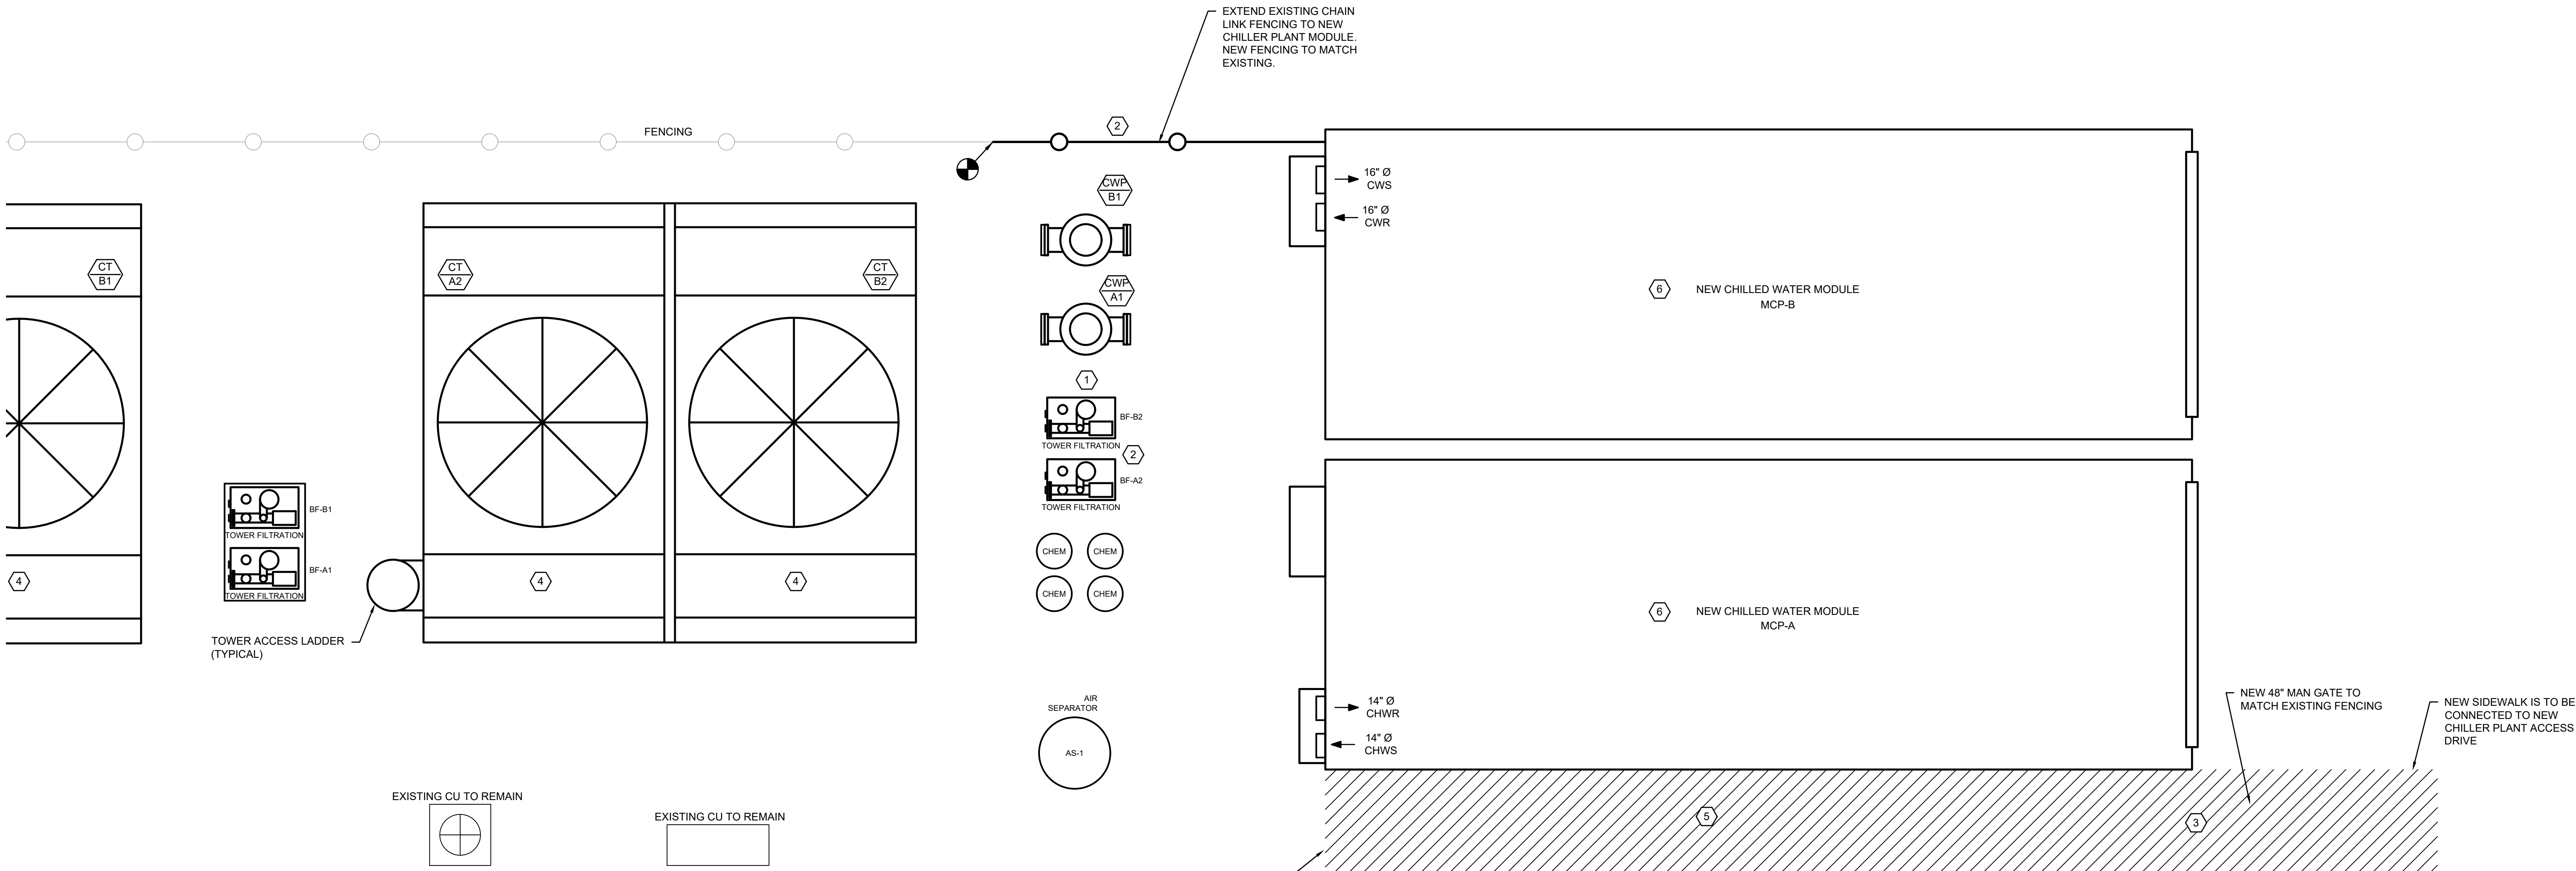 EXTEND EXISTING CHAIN
LINK FENCING TO NEW
CHILLER PLANT MODULE.
NEW FENCING TO MATCH
EXISTING.
FENCING
2
CWP
B1
16" Ø
CWS
16" Ø
CWR
CT
B1
CT
A2
CT
B2
CWP
A1
6 NEW CHILLED WATER MODULE
MCP-B
1
BF-B2
TOWER FILTRATION
2
BF-A2
TOWER FILTRATION
BF-B1
TOWER FILTRATION
BF-A1
TOWER FILTRATION
CHEM CHEM
CHEM CHEM
4
4
4
6 NEW CHILLED WATER MODULE
MCP-A
TOWER ACCESS LADDER
(TYPICAL)
AIR
SEPARATOR
AS-1
14" Ø
CHWR
14" Ø
CHWS
NEW 48" MAN GATE TO
MATCH EXISTING FENCING
NEW SIDEWALK IS TO BE
CONNECTED TO NEW
CHILLER PLANT ACCESS
DRIVE
EXISTING CU TO REMAIN
EXISTING CU TO REMAIN
5
3